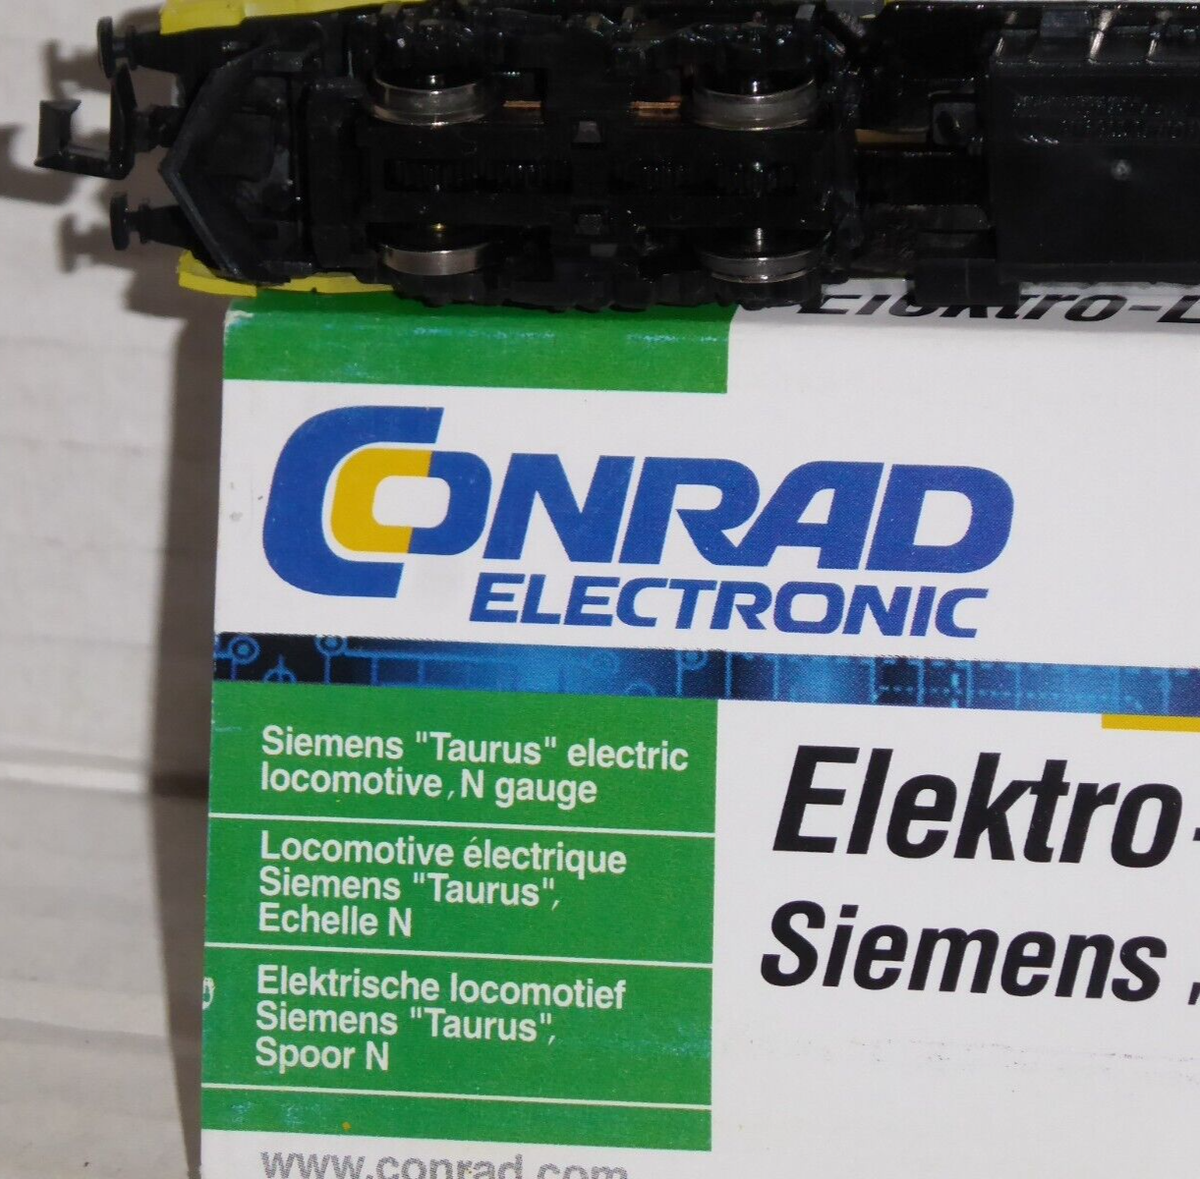 Elektro-
CONRAD
ELECTRONIC
Siemens "Taurus" electric
locomotive, N gauge
Locomotive électrique
Siemens "Taurus",
Echelle N
Elektrische locomotief
Siemens "Taurus",
Spoor N
Elektro-
Siemens „
www.conrad.com